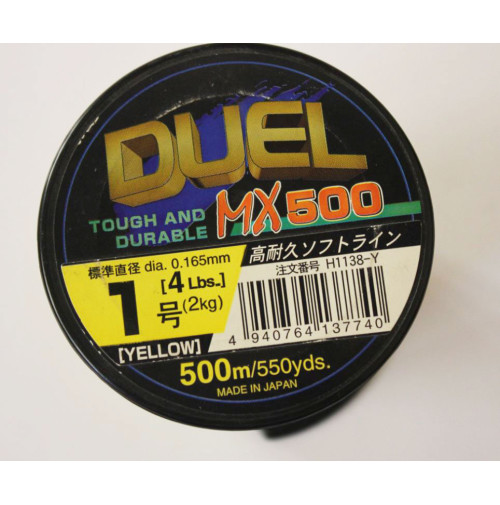 DUEL
TOUGH AND
DURABLE
MX500
高耐久ソフトライン
標準直径 dia. 0.165mm
注文番号 H1138-Y
1号
[4 Lbs.]
(2kg)
[YELLOW]
4 940764 137740
500m/550yds.
MADE IN JAPAN